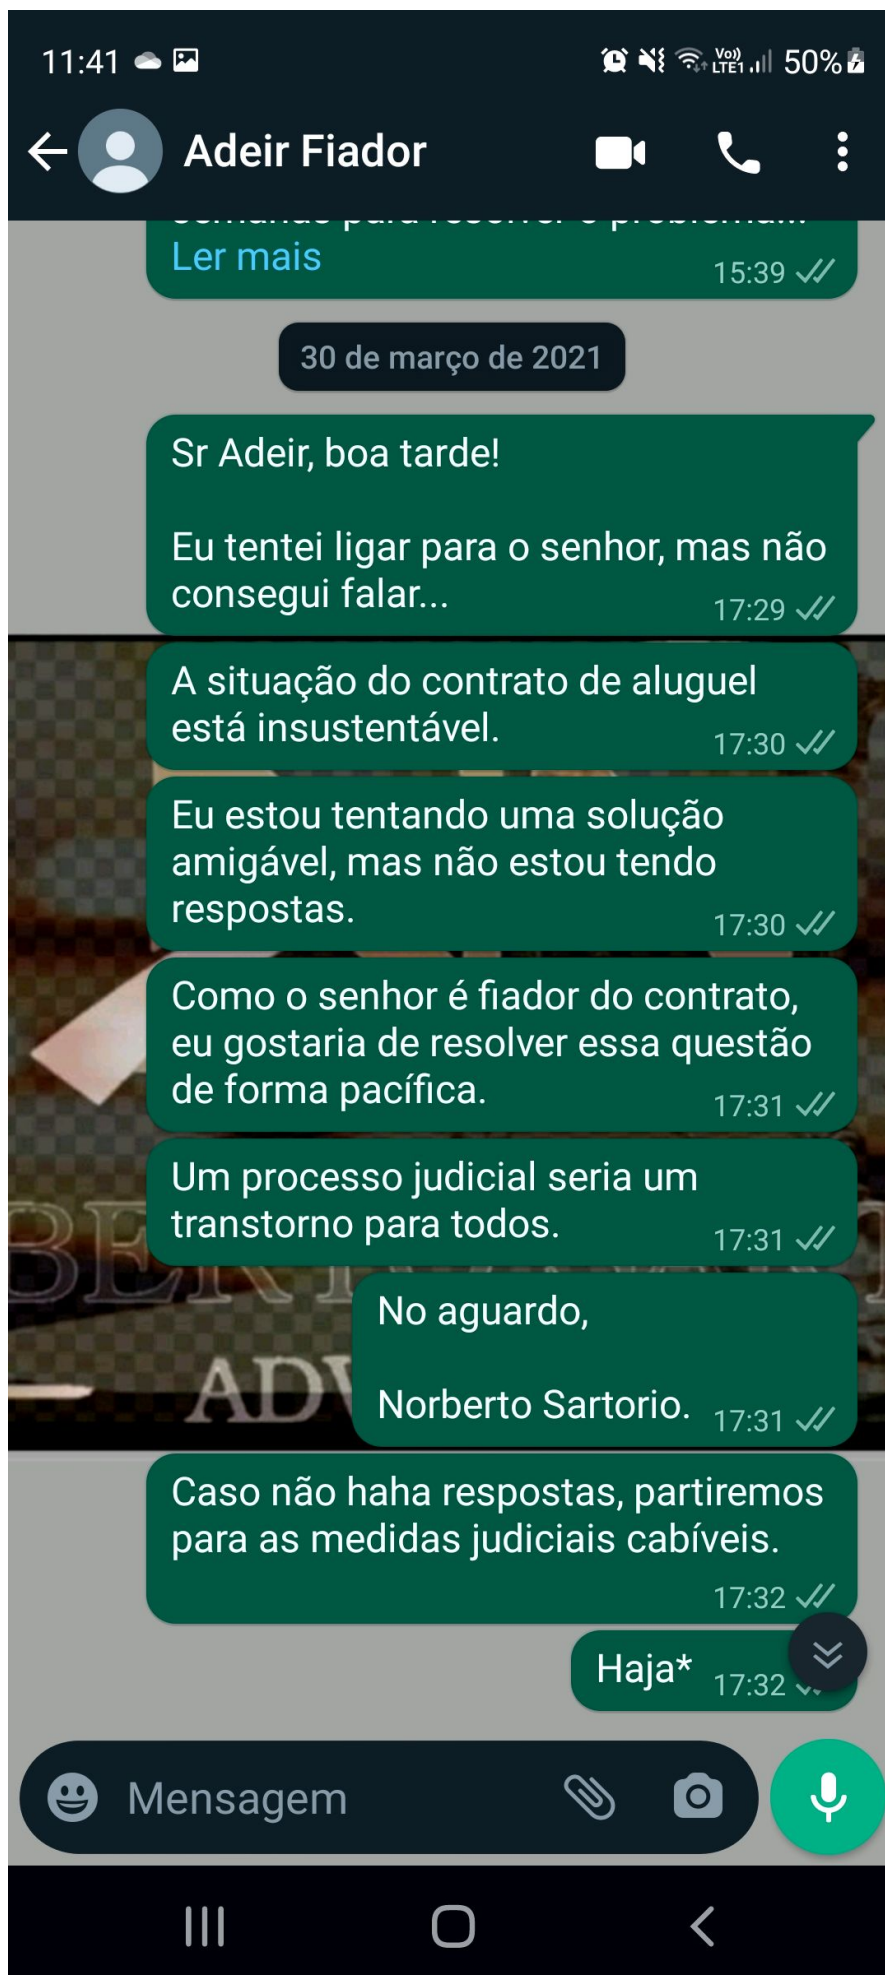 11:41
Vo))
LTE1
50%
Adeir Fiador
Ler mais
15:39
30 de março de 2021
Sr Adeir, boa tarde!
Eu tentei ligar para o senhor, mas não
consegui falar...
17:29
A situação do contrato de aluguel
está insustentável.
17:30
Eu estou tentando uma solução
amigável, mas não estou tendo
respostas.
17:30
Como o senhor é fiador do contrato,
eu gostaria de resolver essa questão
de forma pacífica.
17:31
Um processo judicial seria um
transtorno para todos.
17:31
No aguardo,
Norberto Sartorio.
17:31
Caso não haha respostas, partiremos
para as medidas judiciais cabíveis.
17:32
Haja*
17:32
Mensagem